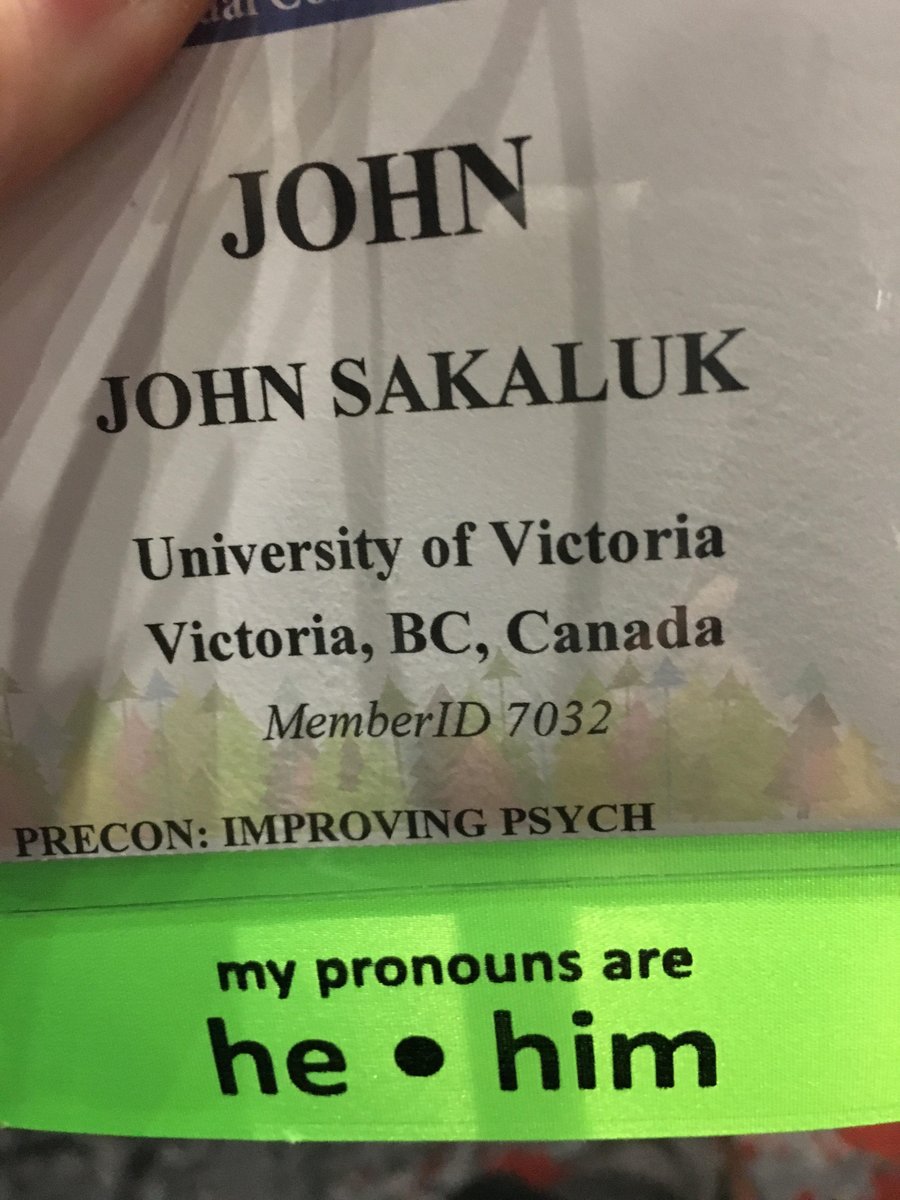 JOHN
JOHN SAKALUK
University of Victoria
Victoria, BC, Canada
MemberID 7032
PRECON: IMPROVING PSYCH
my pronouns are
he • him